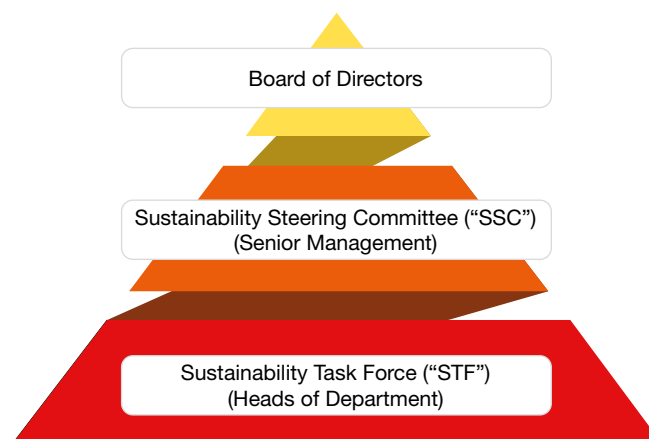 Board of Directors
Sustainability Steering Committee (“SSC”)
(Senior Management)
Sustainability Task Force (“STF”)
(Heads of Department)